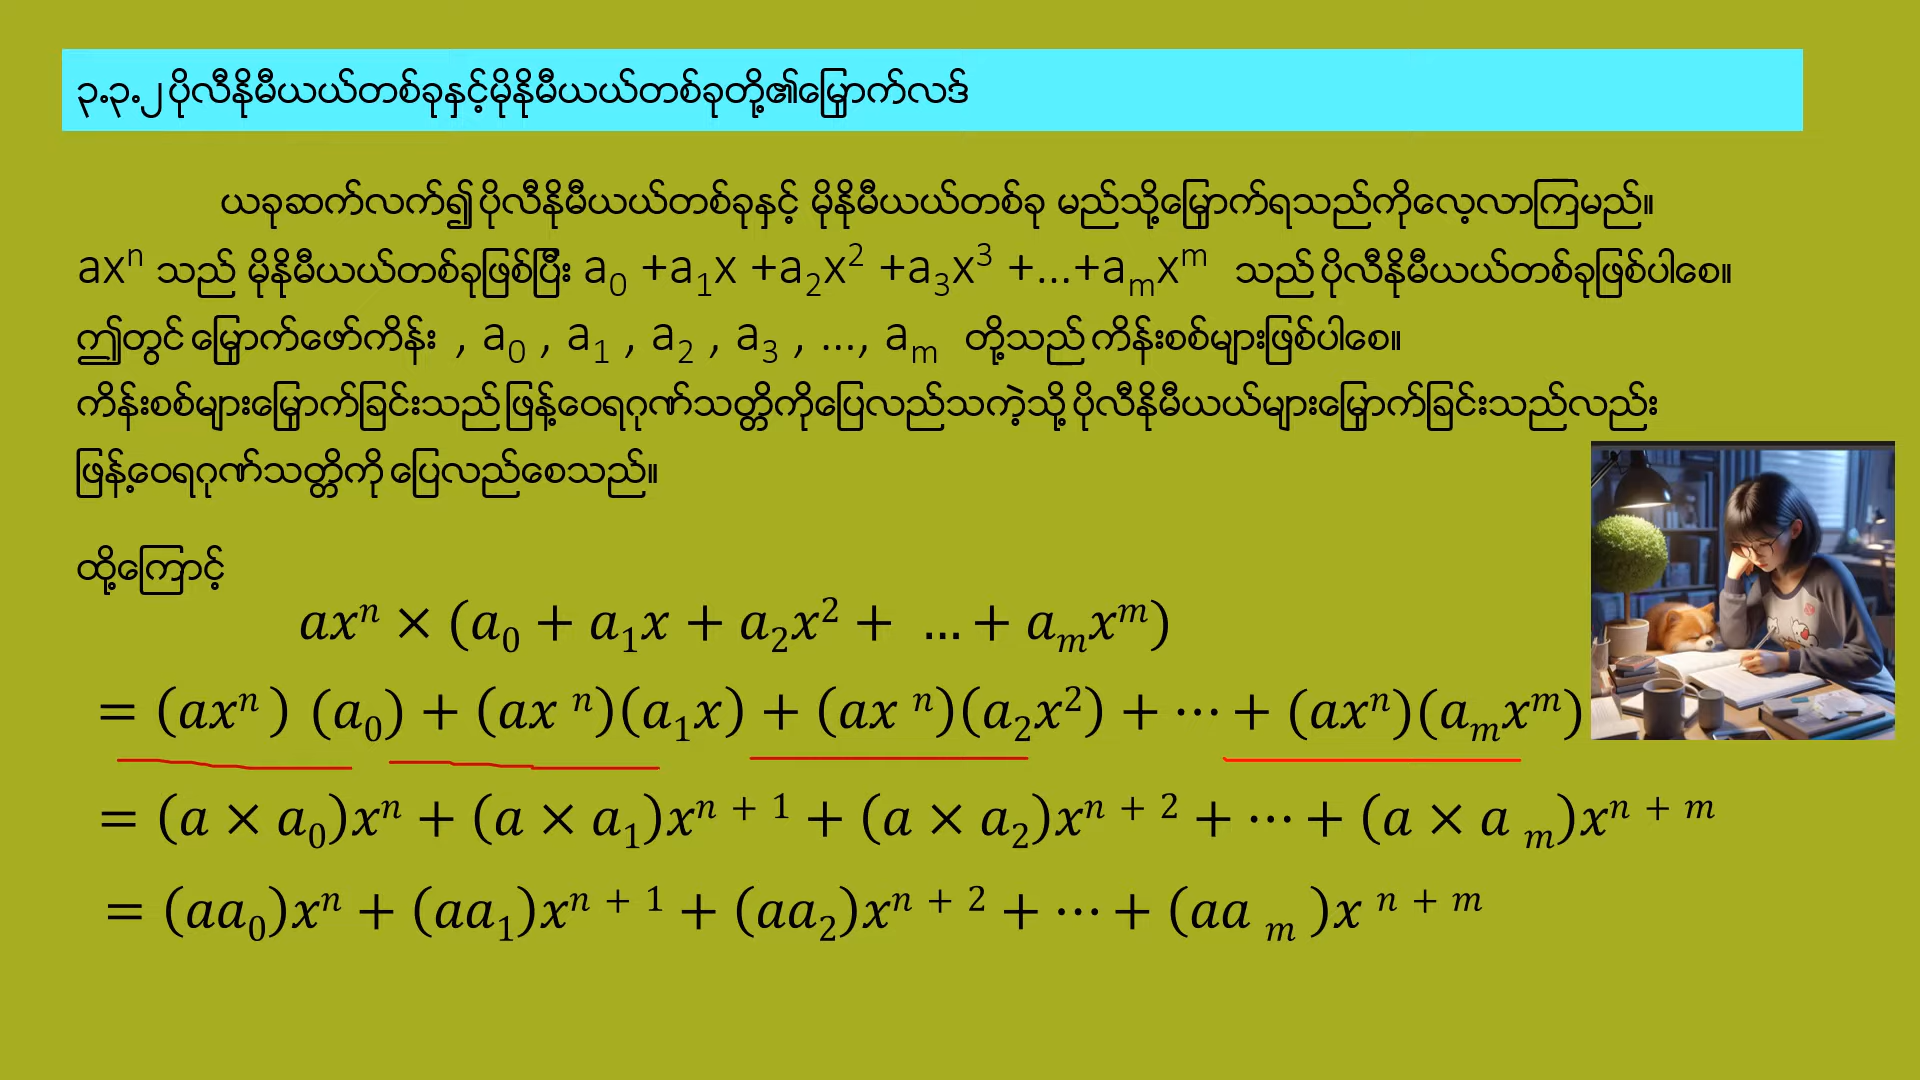 ၃.၃.၂ ပိုလီနိမီယယ်တစ်ခုနှင့်မိုနိမီယယ်တစ်ခုတို့၏မြှောက်လဒ်
ယခုဆက်လက်၍ ပိုလီနိမီယယ်တစ်ခုနှင့် မိုနိမီယယ်တစ်ခု မည်သို့မြှောက်ရသည်ကိုလေ့လာကြမည်။
axⁿ သည် မိုနိုမီယယ်တစ်ခုဖြစ်ပြီး a₀ +a₁x +a₂x² +a₃x³ +...+aₘxᵐ သည် ပိုလီနိမီယယ်တစ်ခုဖြစ်ပါစေ။
ဤတွင် မြှောက်ဖော်ကိန်း , a₀ , a₁ , a₂ , a₃ , ..., aₘ တို့သည် ကိန်းစစ်များဖြစ်ပါစေ။
ကိန်းစစ်များမြှောက်ခြင်းသည် ဖြန့်ဝေရဂုဏ်သတ္တိကိုပြေလည်သကဲ့သို့ ပိုလီနိမီယယ်များမြှောက်ခြင်းသည်လည်း
ဖြန့်ဝေရဂုဏ်သတ္တိကို ပြေလည်စေသည်။
ထို့ကြောင့်
axⁿ × (a₀ + a₁x + a₂x² + ... + aₘxᵐ)
= (axⁿ) (a₀) + (ax ⁿ)(a₁x) + (ax ⁿ)(a₂x²) + ⋯ + (axⁿ)(aₘxᵐ)
= (a × a₀)xⁿ + (a × a₁)xⁿ ⁺ ¹ + (a × a₂)xⁿ ⁺ ² + ⋯ + (a × a ₘ)xⁿ ⁺ ᵐ
= (aa₀)xⁿ + (aa₁)xⁿ ⁺ ¹ + (aa₂)xⁿ ⁺ ² + ⋯ + (aa ₘ )x ⁿ ⁺ ᵐ